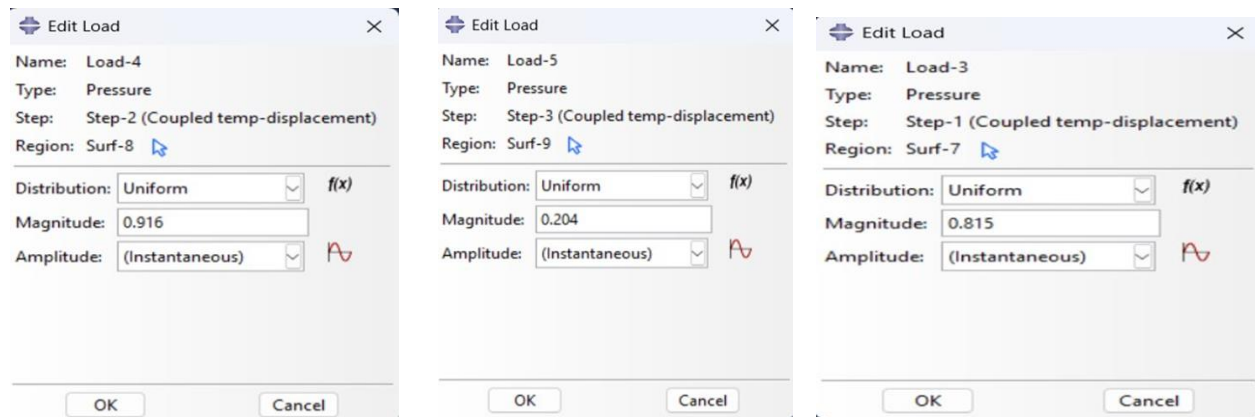 Edit Load
Name: Load-4
Type: Pressure
Step: Step-2 (Coupled temp-displacement)
Region: Surf-8
Distribution: Uniform f(x)
Magnitude: 0.916
Amplitude: (Instantaneous)
OK Cancel
Edit Load
Name: Load-5
Type: Pressure
Step: Step-3 (Coupled temp-displacement)
Region: Surf-9
Distribution: Uniform f(x)
Magnitude: 0.204
Amplitude: (Instantaneous)
OK Cancel
Edit Load
Name: Load-3
Type: Pressure
Step: Step-1 (Coupled temp-displacement)
Region: Surf-7
Distribution: Uniform f(x)
Magnitude: 0.815
Amplitude: (Instantaneous)
OK Cancel